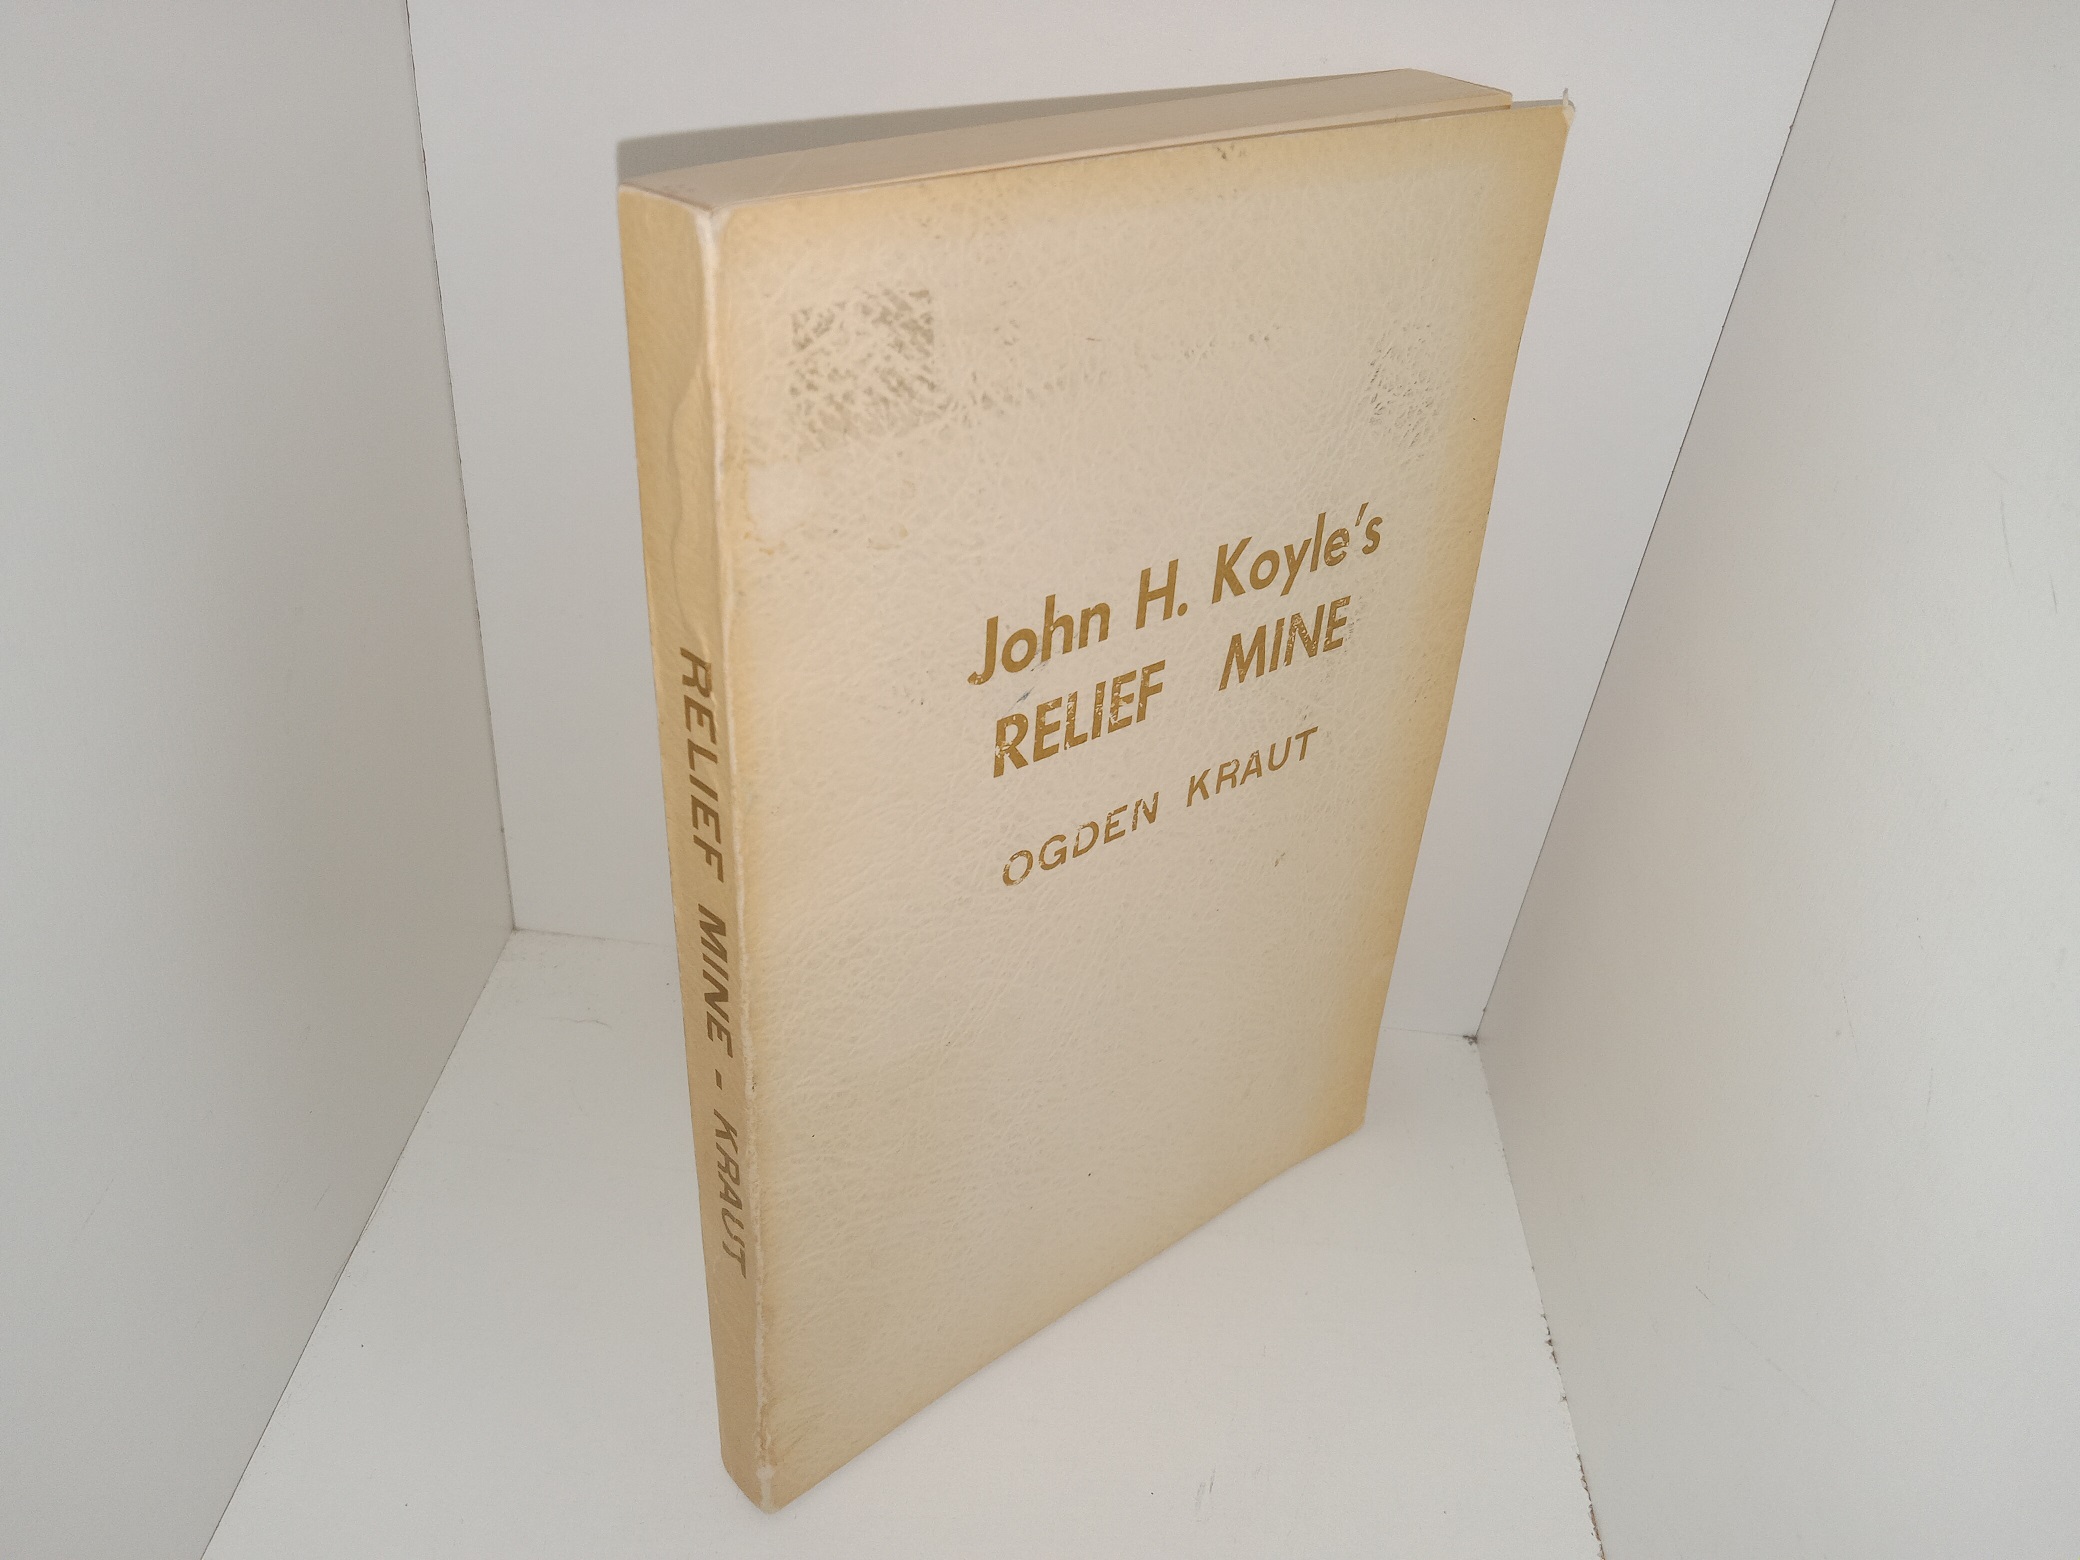 John H. Koyle's
RELIEF MINE
OGDEN KRAUT
RELIEF MINE - KRAUT